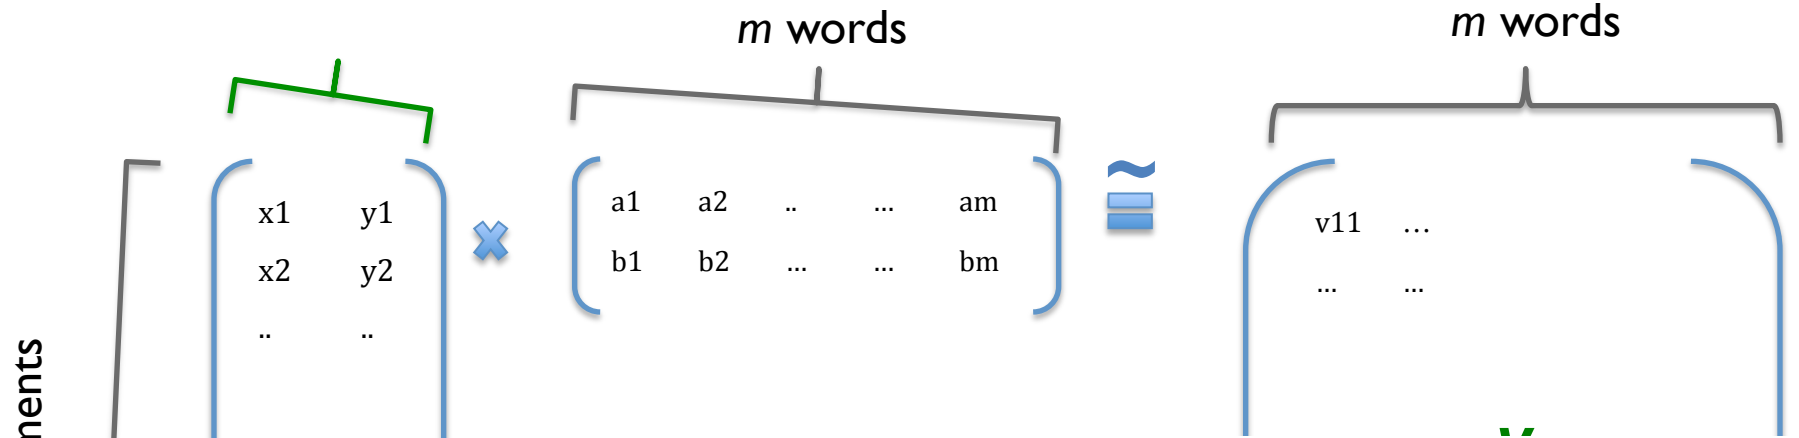 m words
m words
x1 y1
x2 y2
.. ..
a1 a2 .. ... am
b1 b2 ... ... bm
≈
=
v11 ...
... ...